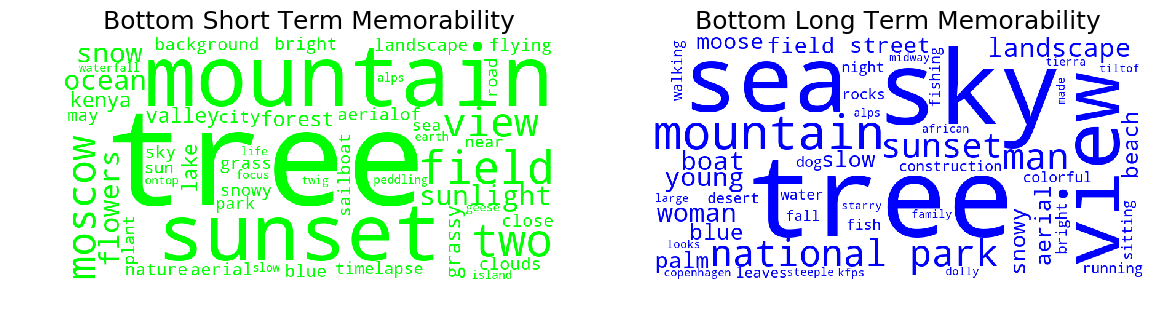 Bottom Short Term Memorability
snow
background
bright
landscape
flying
waterfall
ocean
mountain
alps
road
kenya
may
valley
city
forest
aerialof
sea
view
earth
near
tree
sky
sun
ontop
lake
life
grass
focus
snowy
park
twig
sailboat
peddling
field
sunlight
moscow
flowers
plant
sunset
grassy
geese
close
two
clouds
island
nature
aerial
slow
blue
timelapse
Bottom Long Term Memorability
walking
moose
field
street
landscape
night
midway
fishing
tierra
tiltof
sea
sky
rocks
made
alps
view
beach
mountain
african
sunset
boat
dog
slow
construction
man
young
colorful
large
desert
water
tree
starry
woman
fall
family
blue
fish
looks
palm
national
park
snowy
aerial
bright
sitting
copenhagen
leaves
steeple
kfps
dolly
running